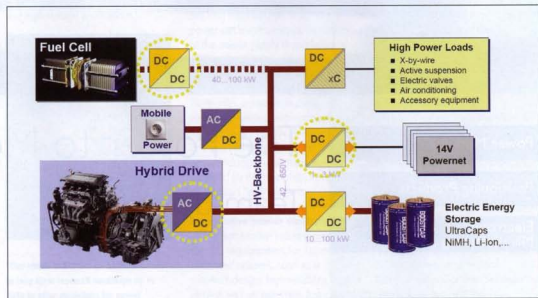 Fuel Cell
DC
DC
40...100 kW
DC
xC
High Power Loads
■ X-by-wire
■ Active suspension
■ Electric valves
■ Air conditioning
■ Accessory equipment
Mobile
Power
AC
DC
HV-Backbone
42...650V
DC
DC
kW
14V
Powernet
Hybrid Drive
AC
DC
DC
DC
10...100 kW
Electric Energy
Storage
UltraCaps
NiMH, Li-Ion,...
BOOSTCAP